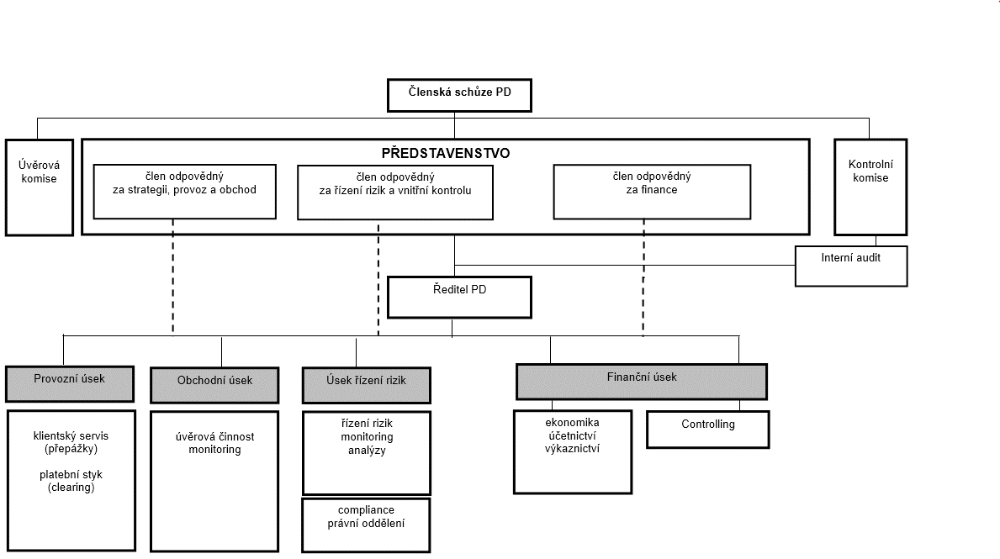 Členská schůze PD
Úvěrová
komise
PŘEDSTAVENSTVO
člen odpovědný
za strategii, provoz a obchod
člen odpovědný
za řízení rizik a vnitřní kontrolu
člen odpovědný
za finance
Kontrolní
komise
Interní audit
Ředitel PD
Provozní úsek
Obchodní úsek
Úsek řízení rizik
Finanční úsek
klientský servis
(přepážky)
platební styk
(clearing)
úvěrová činnost
monitoring
řízení rizik
monitoring
analýzy
compliance
právní oddělení
ekonomika
účetnictví
výkaznictví
Controlling